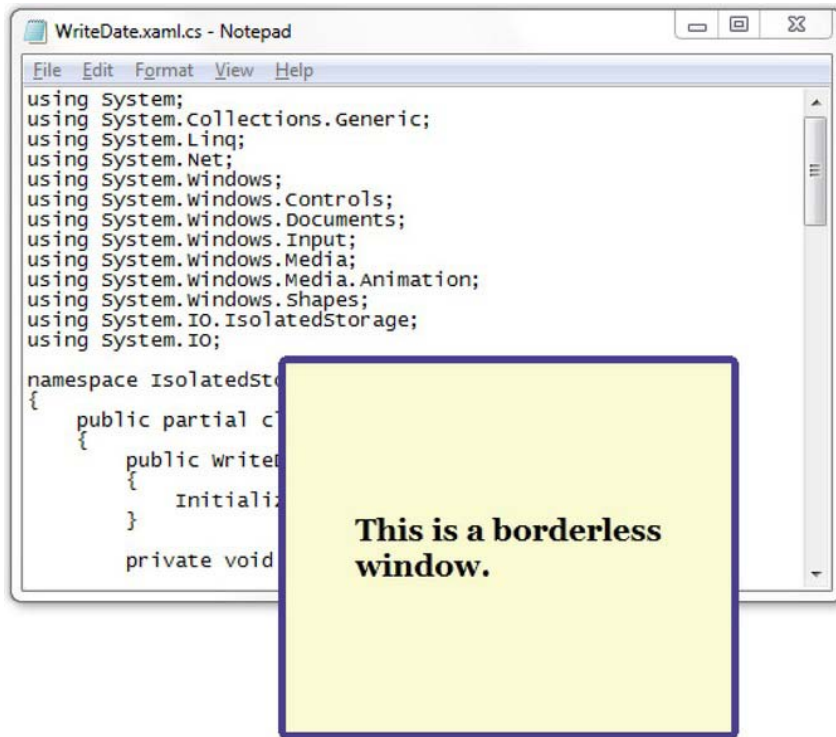 WriteDate.xaml.cs - Notepad
File Edit Format View Help
using System;
using System.Collections.Generic;
using System.Linq;
using System.Net;
using System.Windows;
using System.Windows.Controls;
using System.Windows.Documents;
using System.Windows.Input;
using System.Windows.Media;
using System.Windows.Media.Animation;
using System.Windows.Shapes;
using System.IO.IsolatedStorage;
using System.IO;
namespace IsolatedSto
{
public partial cl
{
public Write
{
Initializ
}
private void
This is a borderless
window.